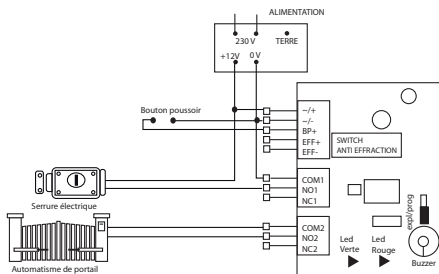 ALIMENTATION
230 V
TERRE
+12V 0 V
Bouton poussoir
~/+
~/-
BP+
EFF+
EFF-
SWITCH
ANTI EFFRACTION
COM1
NO1
NC1
Serrure électrique
COM2
NO2
NC2
expl/prog
Led
Verte
Led
Rouge
Buzzer
Automatisme de portail